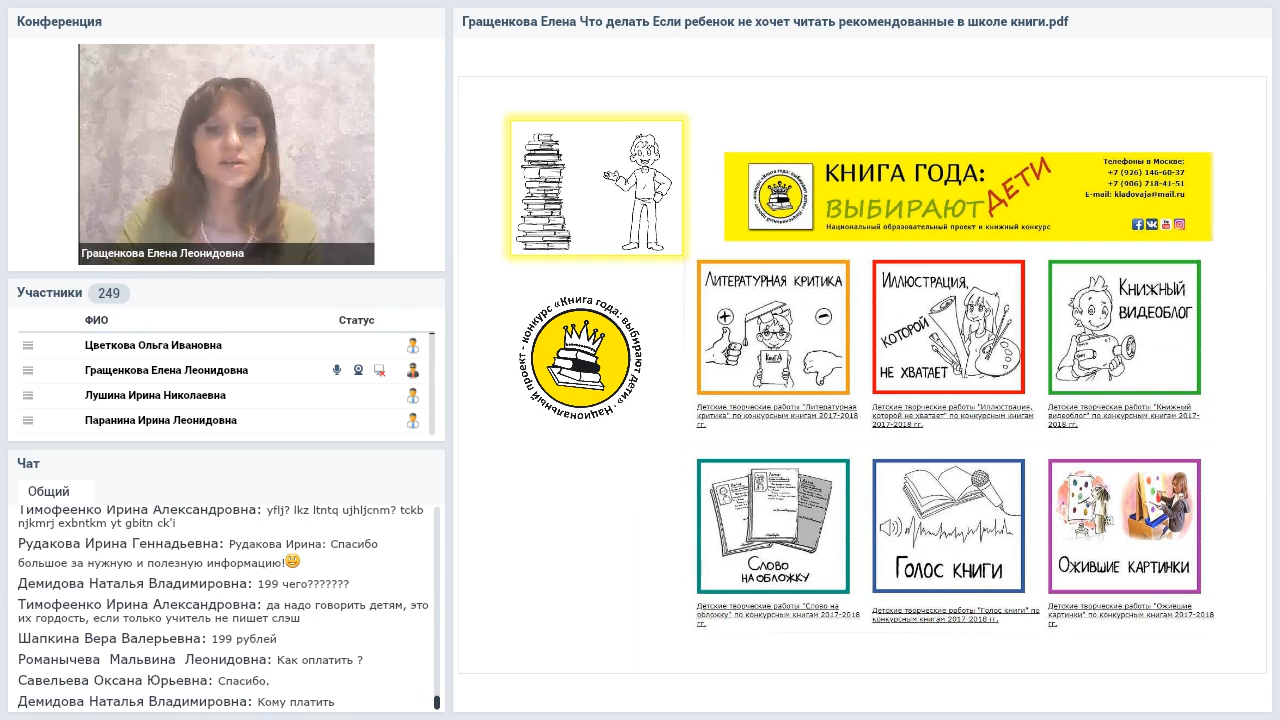 Конференция
Гращенкова Елена Леонидовна
Участники 249
ФИО Статус
Цветкова Ольга Ивановна
Гращенкова Елена Леонидовна
Лушина Ирина Николаевна
Паранина Ирина Леонидовна
Чат
Общий
Тимофеенко Ирина Александровна: yflj? lkz ltntq ujhljcnm? tckb
njkmrj exbntkm yt gbitn ck'i
Рудакова Ирина Геннадьевна: Рудакова Ирина: Спасибо
большое за нужную и полезную информацию!
Демидова Наталья Владимировна: 199 чего???????
Тимофеенко Ирина Александровна: да надо говорить детям, это
их гордость, если только учитель не пишет слэш
Шапкина Вера Валерьевна: 199 рублей
Романычева Мальвина Леонидовна: Как оплатить ?
Савельева Оксана Юрьевна: Спасибо.
Демидова Наталья Владимировна: Кому платить
Гращенкова Елена Что делать Если ребенок не хочет читать рекомендованные в школе книги.pdf
КНИГА ГОДА:
ВЫБИРАЮТ ДЕТИ
Национальный образовательный проект и книжный конкурс
Телефоны в Москве:
+7 (926) 146-60-37
+7 (906) 718-41-51
E-mail: kladovaja@mail.ru
Национальный проект - конкурс «Книга года: выбирают дети»
Литературная критика
Книга
Детские творческие работы "Литературная
критика" по конкурсным книгам 2017-2018
гг.
Иллюстрация,
которой
не хватает
Детские творческие работы "Иллюстрация,
которой не хватает" по конкурсным книгам
2017-2018 гг.
Книжный
видеоблог
Детские творческие работы "Книжный
видеоблог" по конкурсным книгам 2017-
2018 гг.
Слово
на обложку
Детские творческие работы "Слово на
обложку" по конкурсным книгам 2017-2018
гг.
Голос книги
Детские творческие работы "Голос книги" по
конкурсным книгам 2017-2018 гг.
Ожившие картинки
Детские творческие работы "Ожившие
картинки" по конкурсным книгам 2017-2018
гг.